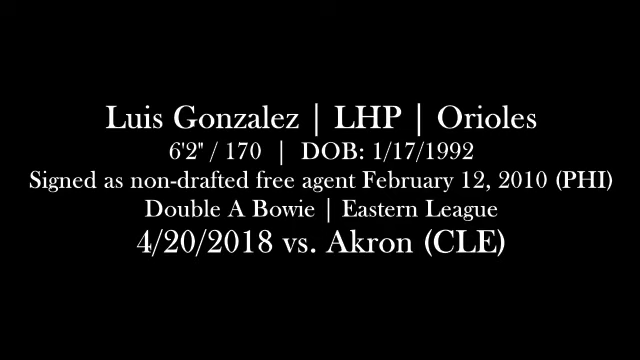 Luis Gonzalez | LHP | Orioles
6'2" / 170 | DOB: 1/17/1992
Signed as non-drafted free agent February 12, 2010 (PHI)
Double A Bowie | Eastern League
4/20/2018 vs. Akron (CLE)